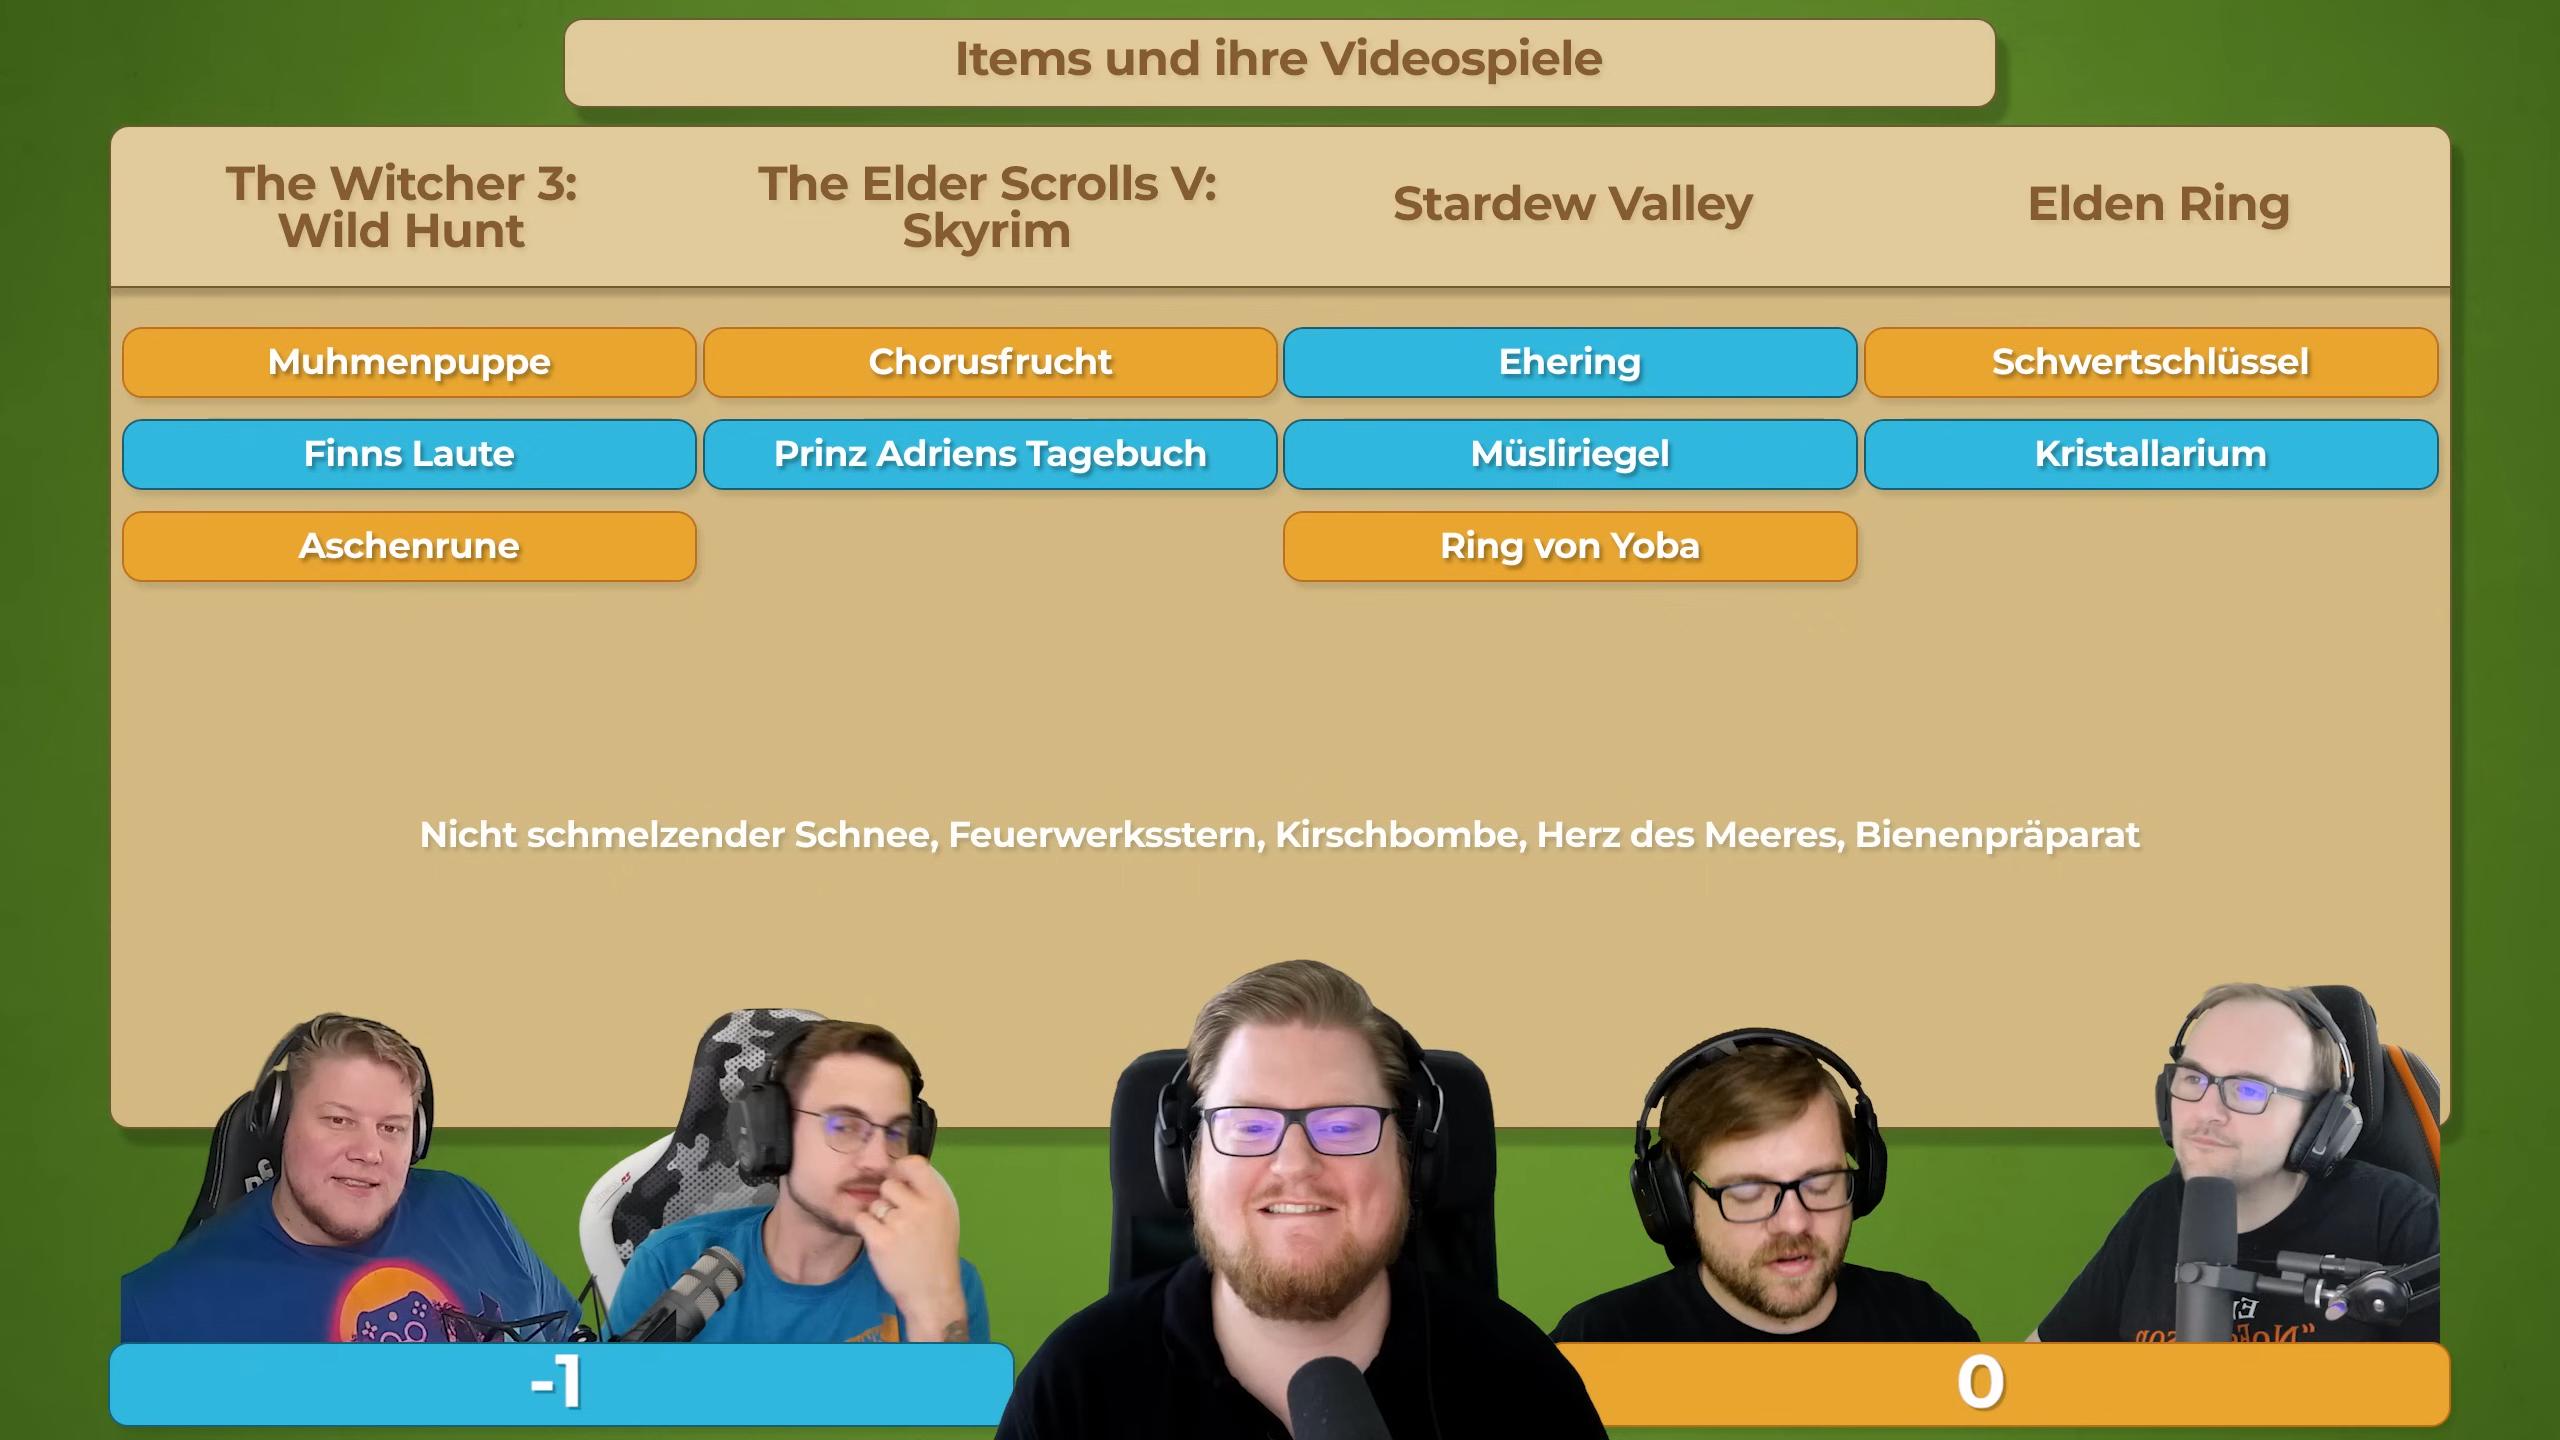 Items und ihre Videospiele
The Witcher 3:
Wild Hunt
The Elder Scrolls V:
Skyrim
Stardew Valley
Elden Ring
Muhmenpuppe
Chorusfrucht
Ehering
Schwertschlüssel
Finns Laute
Prinz Adriens Tagebuch
Müsliriegel
Kristallarium
Aschenrune
Ring von Yoba
Nicht schmelzender Schnee, Feuerwerksstern, Kirschbombe, Herz des Meeres, Bienenpräparat
-1
0